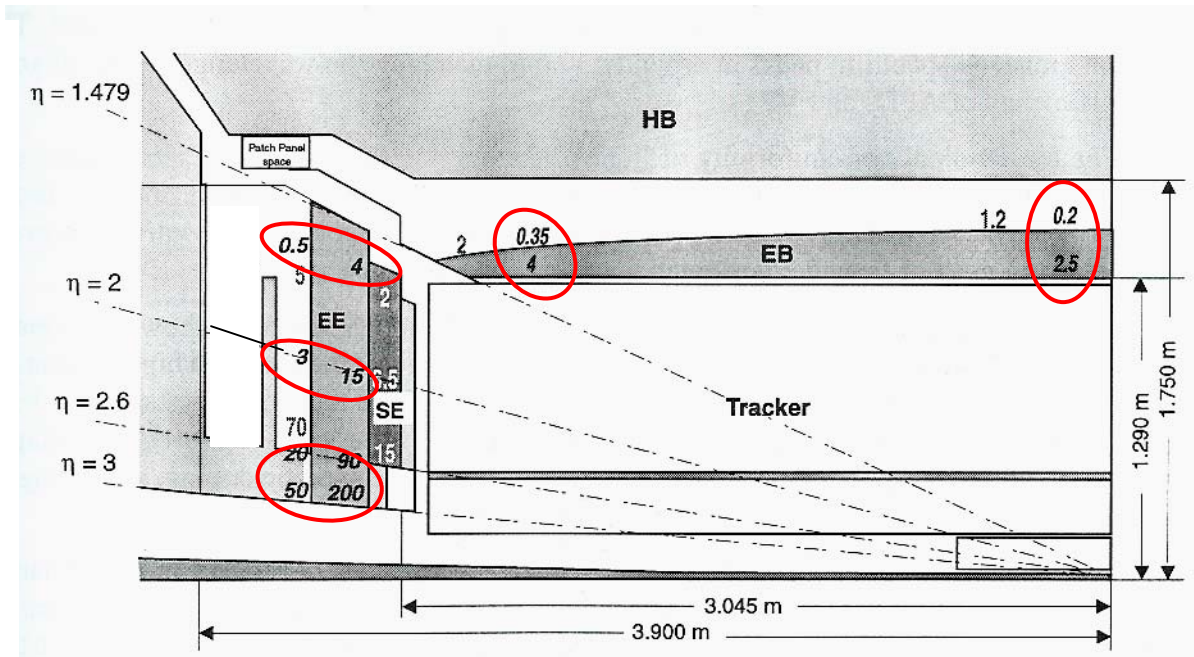 η = 1.479
HB
Patch Panel
space
0.2
1.2
0.35
2
0.5
4
4
EB
2.5
5
η = 2
2
EE
3
15
6.5
η = 2.6
SE
Tracker
70
15
20
90
η = 3
50
200
1.290 m
1.750 m
3.045 m
3.900 m